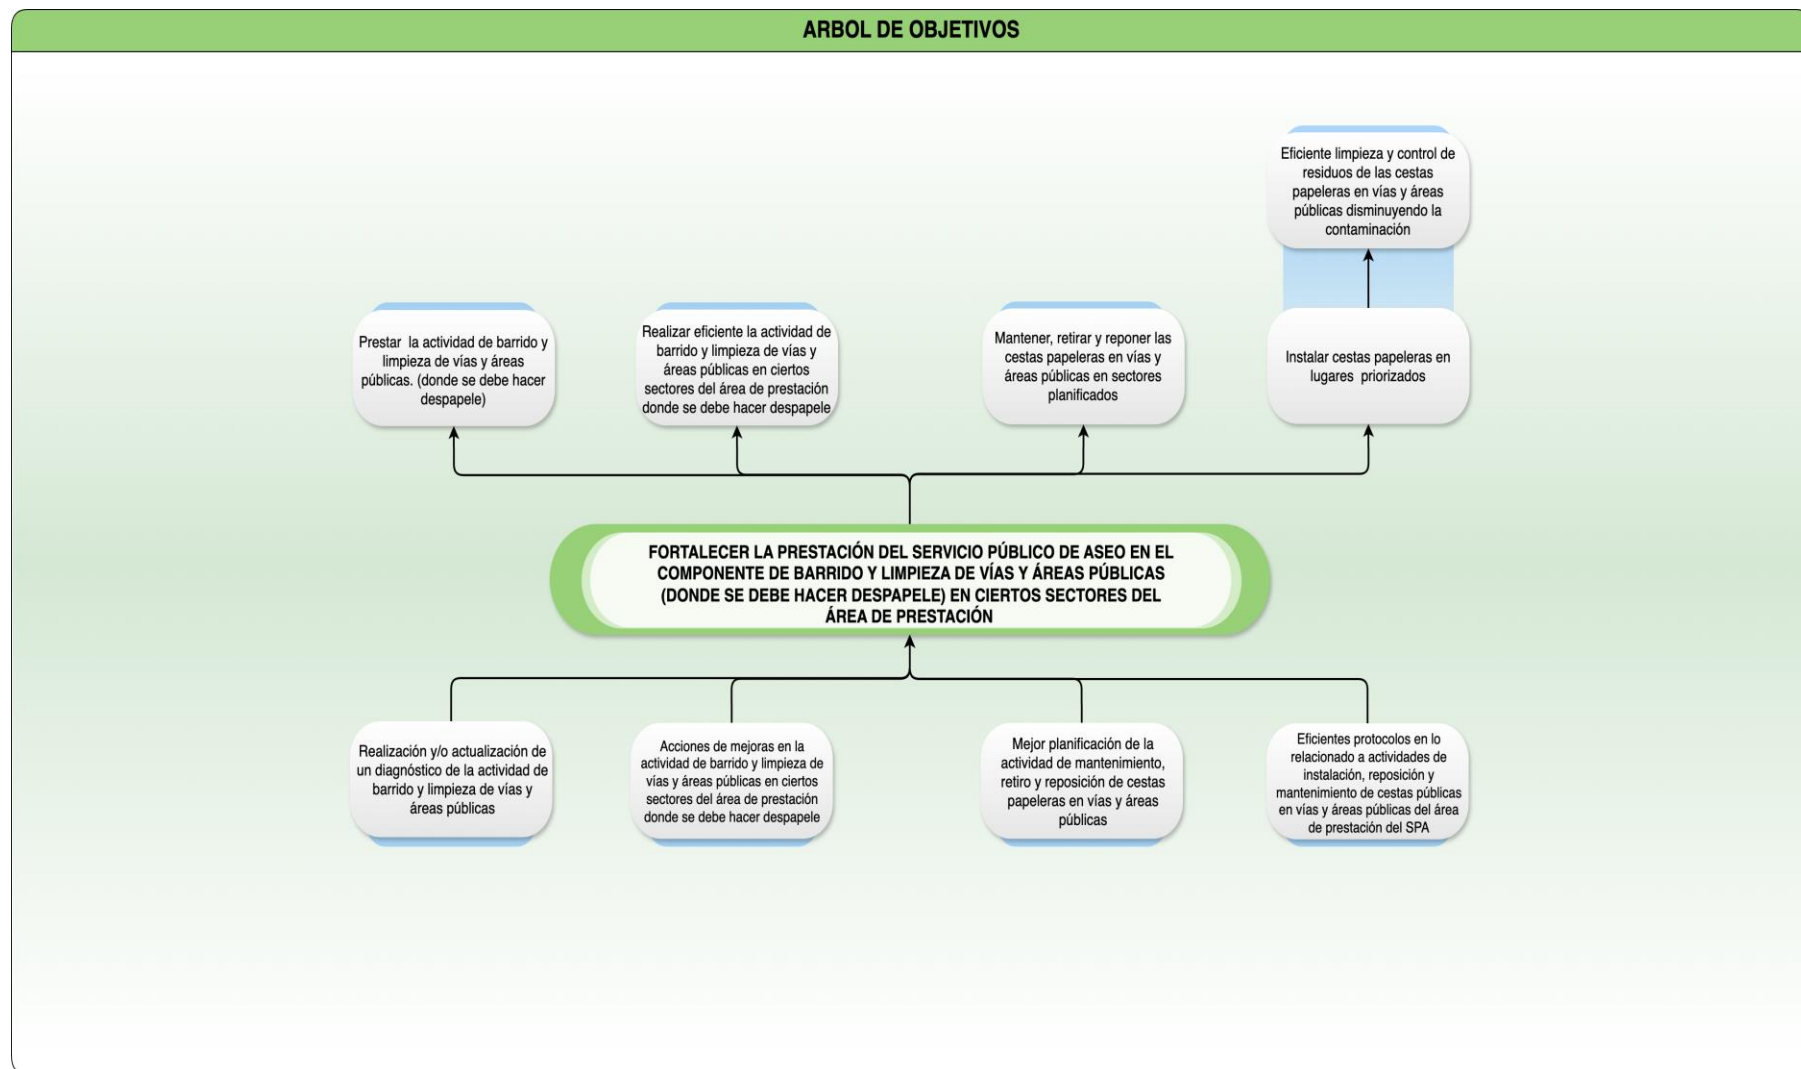 ARBOL DE OBJETIVOS
Eficiente limpieza y control de
residuos de las cestas
papeleras en vías y áreas
públicas disminuyendo la
contaminación
Prestar la actividad de barrido y
limpieza de vías y áreas
públicas. (donde se debe hacer
despapele)
Realizar eficiente la actividad de
barrido y limpieza de vías y
áreas públicas en ciertos
sectores del área de prestación
donde se debe hacer despapele
Mantener, retirar y reponer las
cestas papeleras en vías y
áreas públicas en sectores
planificados
Instalar cestas papeleras en
lugares priorizados
FORTALECER LA PRESTACIÓN DEL SERVICIO PÚBLICO DE ASEO EN EL
COMPONENTE DE BARRIDO Y LIMPIEZA DE VÍAS Y ÁREAS PÚBLICAS
(DONDE SE DEBE HACER DESPAPELE) EN CIERTOS SECTORES DEL
ÁREA DE PRESTACIÓN
Realización y/o actualización de
un diagnóstico de la actividad de
barrido y limpieza de vías y
áreas públicas
Acciones de mejoras en la
actividad de barrido y limpieza de
vías y áreas públicas en ciertos
sectores del área de prestación
donde se debe hacer despapele
Mejor planificación de la
actividad de mantenimiento,
retiro y reposición de cestas
papeleras en vías y áreas
públicas
Eficientes protocolos en lo
relacionado a actividades de
instalación, reposición y
mantenimiento de cestas públicas
en vías y áreas públicas del área
de prestación del SPA